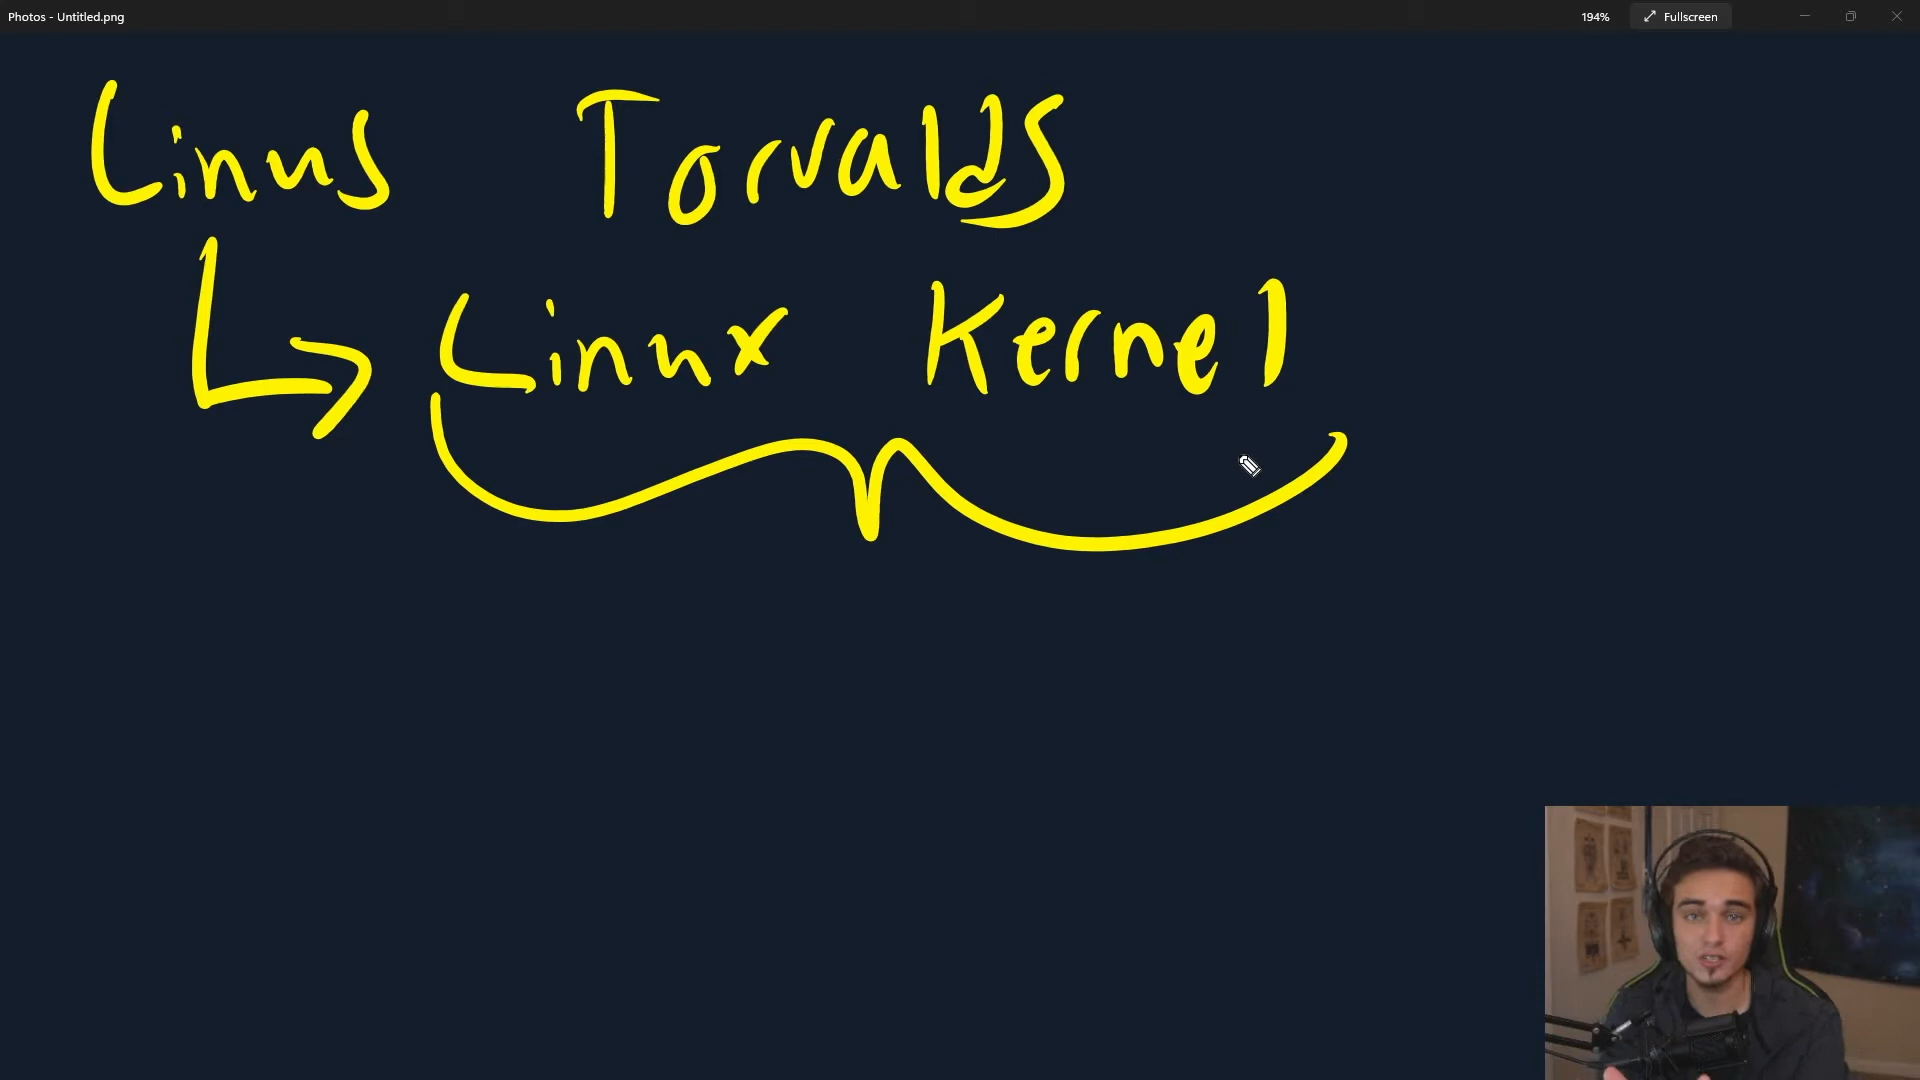 Photos - Untitled.png
194% Fullscreen
Linus Torvalds
Linux Kernel